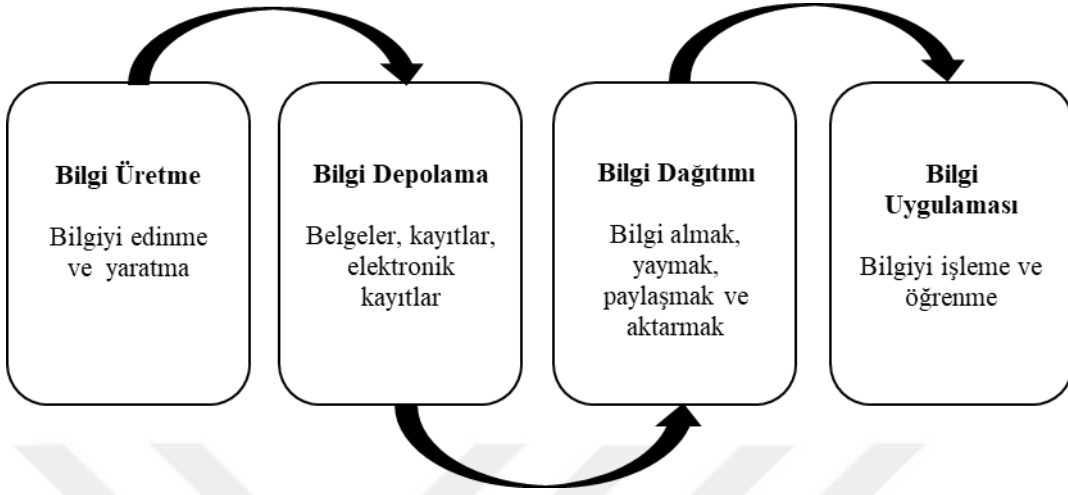 Bilgi Üretme
Bilgiyi edinme
ve yaratma
Bilgi Depolama
Belgeler, kayıtlar,
elektronik
kayıtlar
Bilgi Dağıtımı
Bilgi almak,
yaymak,
paylaşmak ve
aktarmak
Bilgi
Uygulaması
Bilgiyi işleme ve
öğrenme